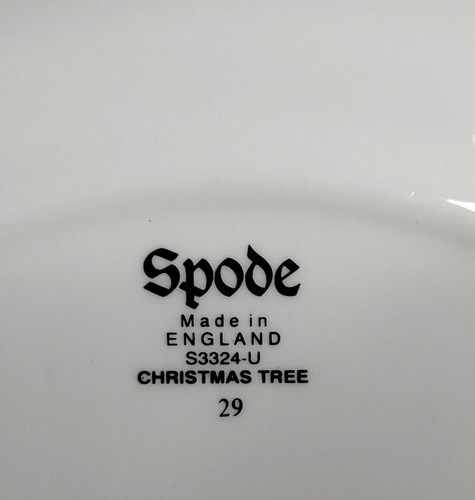 Spode
Made in
ENGLAND
S3324-U
CHRISTMAS TREE
29